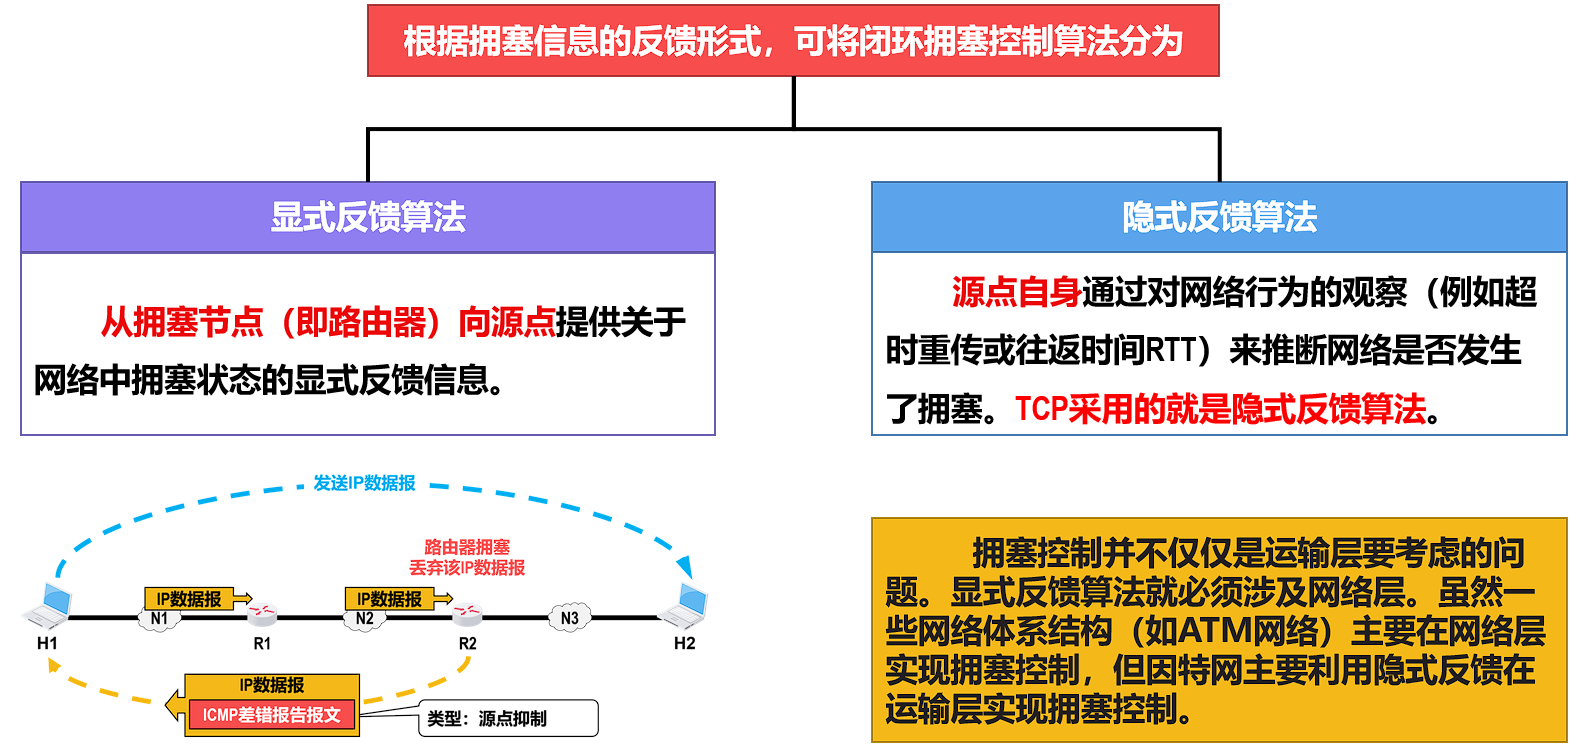 根据拥塞信息的反馈形式，可将闭环拥塞控制算法分为
显式反馈算法
从拥塞节点（即路由器）向源点提供关于
网络中拥塞状态的显式反馈信息。
隐式反馈算法
源点自身通过对网络行为的观察（例如超
时重传或往返时间RTT）来推断网络是否发生
了拥塞。TCP采用的就是隐式反馈算法。
发送IP数据报
路由器拥塞
丢弃该IP数据报
IP数据报
IP数据报
N1
N2
N3
H1
R1
R2
H2
IP数据报
ICMP差错报告报文
类型：源点抑制
拥塞控制并不仅仅是运输层要考虑的问
题。显式反馈算法就必须涉及网络层。虽然一
些网络体系结构（如ATM网络）主要在网络层
实现拥塞控制，但因特网主要利用隐式反馈在
运输层实现拥塞控制。